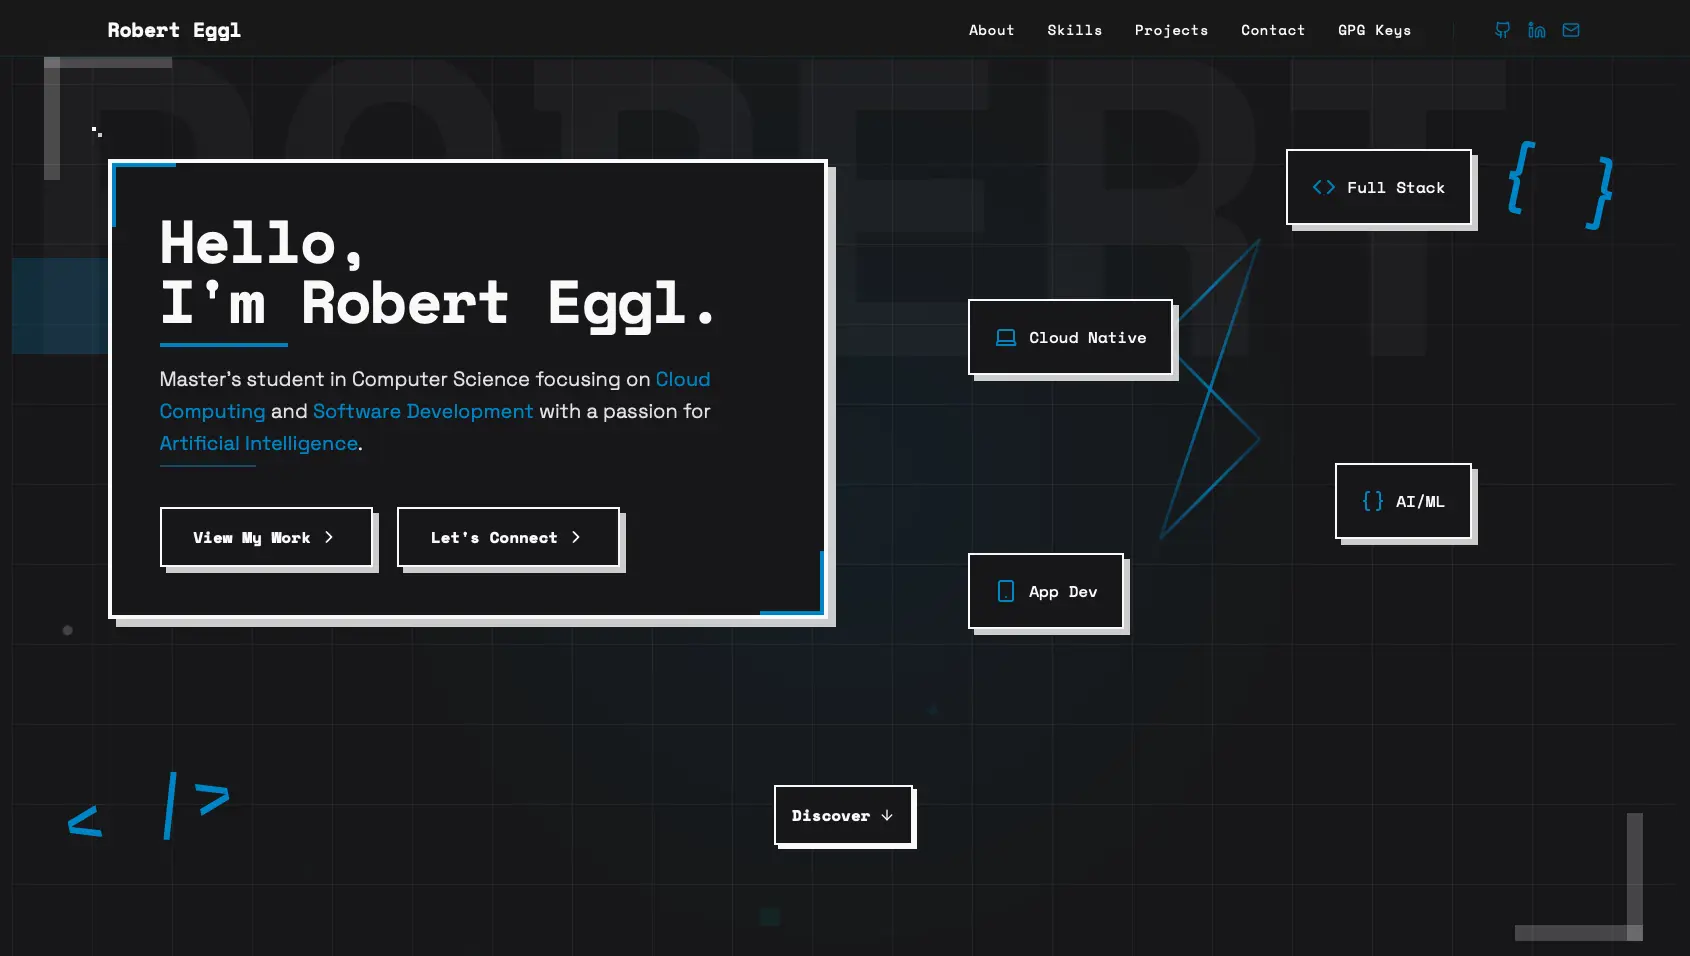 Robert Eggl
About Skills Projects Contact GPG Keys
ROBERT
Hello,
I'm Robert Eggl.
Master's student in Computer Science focusing on Cloud
Computing and Software Development with a passion for
Artificial Intelligence.
View My Work
Let's Connect
Full Stack
{ }
Cloud Native
AI/ML
App Dev
< / >
Discover ↓